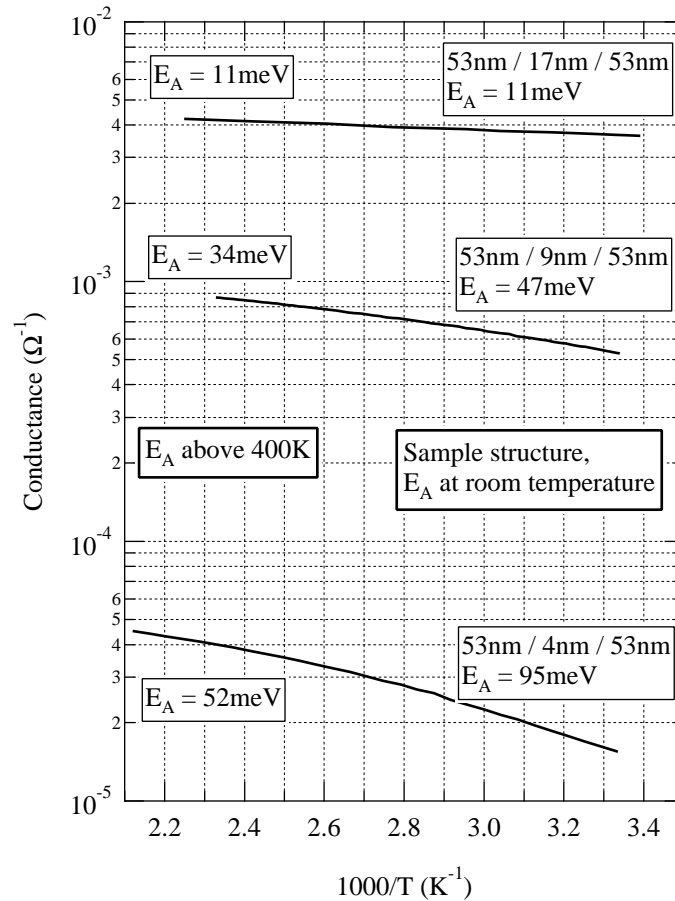 10⁻²
6
4
3
2
10⁻³
6
5
4
3
2
10⁻⁴
6
5
4
3
2
10⁻⁵
Conductance (Ω⁻¹)
E_A = 11meV
53nm / 17nm / 53nm
E_A = 11meV
E_A = 34meV
53nm / 9nm / 53nm
E_A = 47meV
E_A above 400K
Sample structure,
E_A at room temperature
53nm / 4nm / 53nm
E_A = 95meV
E_A = 52meV
2.2 2.4 2.6 2.8 3.0 3.2 3.4
1000/T (K⁻¹)